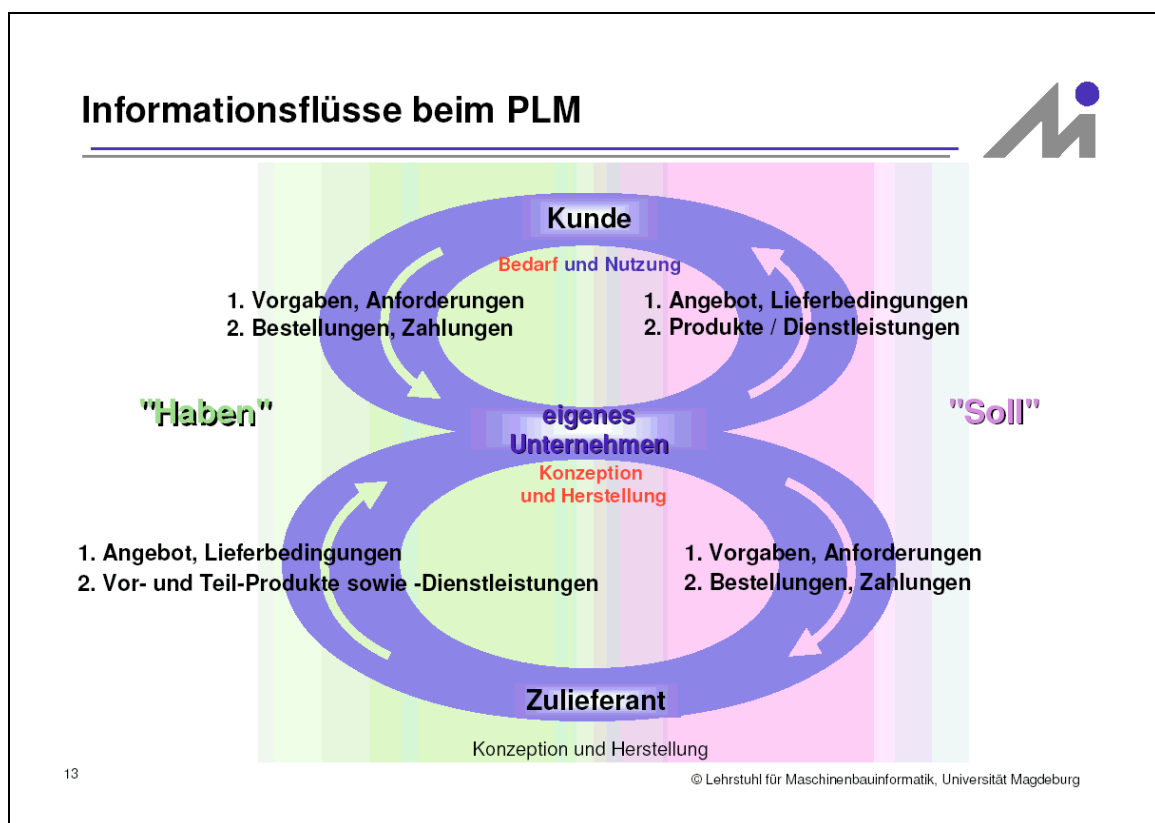 Informationsflüsse beim PLM
Kunde
Bedarf und Nutzung
1. Vorgaben, Anforderungen
2. Bestellungen, Zahlungen
1. Angebot, Lieferbedingungen
2. Produkte / Dienstleistungen
"Haben"
eigenes
Unternehmen
"Soll"
Konzeption
und Herstellung
1. Angebot, Lieferbedingungen
2. Vor- und Teil-Produkte sowie -Dienstleistungen
1. Vorgaben, Anforderungen
2. Bestellungen, Zahlungen
Zulieferant
Konzeption und Herstellung
13
© Lehrstuhl für Maschinenbauinformatik, Universität Magdeburg